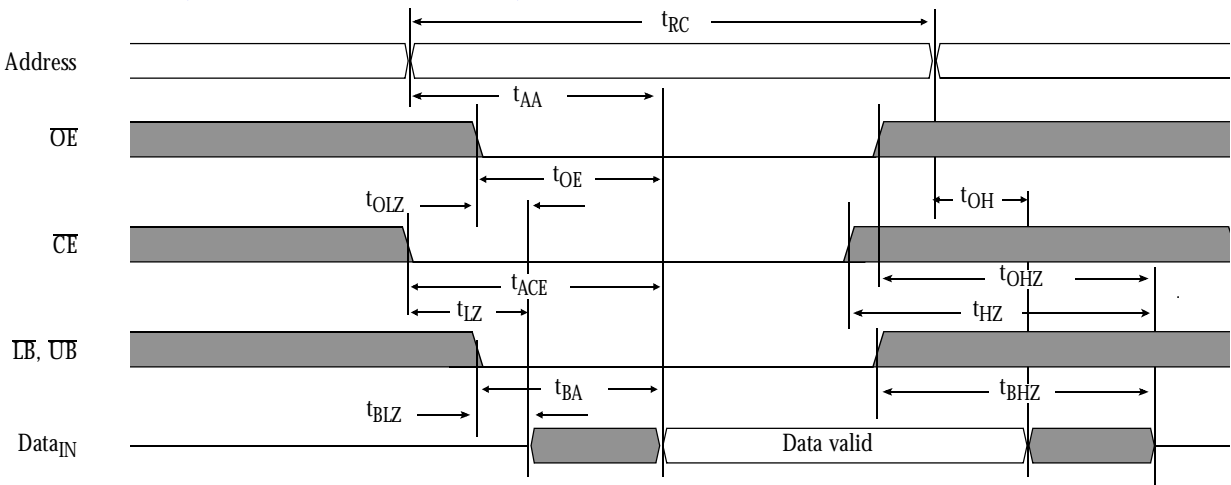 tRC
Address
tAA
OE
tOE
tOLZ
tOH
CE
tACE
tOHZ
tLZ
tHZ
LB, UB
tBA
tBHZ
tBLZ
DataIN
Data valid